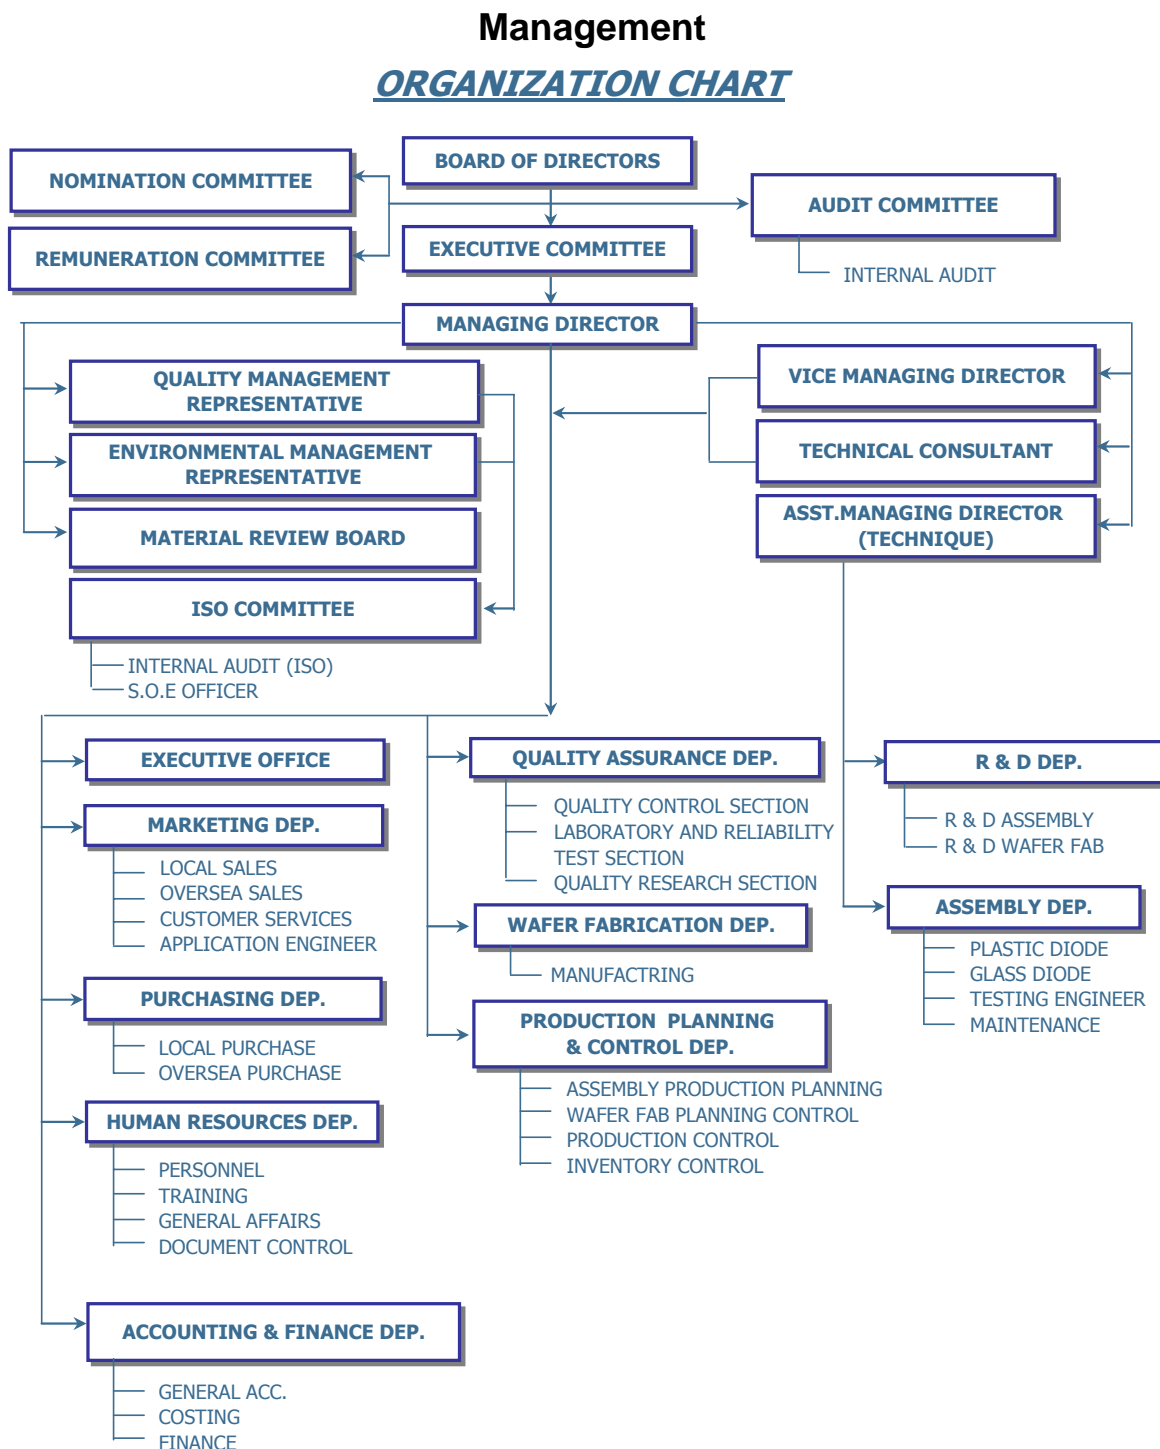 Management
ORGANIZATION CHART
BOARD OF DIRECTORS
NOMINATION COMMITTEE
AUDIT COMMITTEE
REMUNERATION COMMITTEE
EXECUTIVE COMMITTEE
INTERNAL AUDIT
MANAGING DIRECTOR
QUALITY MANAGEMENT
REPRESENTATIVE
ENVIRONMENTAL MANAGEMENT
REPRESENTATIVE
MATERIAL REVIEW BOARD
ISO COMMITTEE
INTERNAL AUDIT (ISO)
S.O.E OFFICER
VICE MANAGING DIRECTOR
TECHNICAL CONSULTANT
ASST.MANAGING DIRECTOR
(TECHNIQUE)
EXECUTIVE OFFICE
MARKETING DEP.
LOCAL SALES
OVERSEA SALES
CUSTOMER SERVICES
APPLICATION ENGINEER
PURCHASING DEP.
LOCAL PURCHASE
OVERSEA PURCHASE
HUMAN RESOURCES DEP.
PERSONNEL
TRAINING
GENERAL AFFAIRS
DOCUMENT CONTROL
ACCOUNTING & FINANCE DEP.
GENERAL ACC.
COSTING
FINANCE
QUALITY ASSURANCE DEP.
QUALITY CONTROL SECTION
LABORATORY AND RELIABILITY
TEST SECTION
QUALITY RESEARCH SECTION
WAFER FABRICATION DEP.
MANUFACTRING
PRODUCTION PLANNING
& CONTROL DEP.
ASSEMBLY PRODUCTION PLANNING
WAFER FAB PLANNING CONTROL
PRODUCTION CONTROL
INVENTORY CONTROL
R & D DEP.
R & D ASSEMBLY
R & D WAFER FAB
ASSEMBLY DEP.
PLASTIC DIODE
GLASS DIODE
TESTING ENGINEER
MAINTENANCE